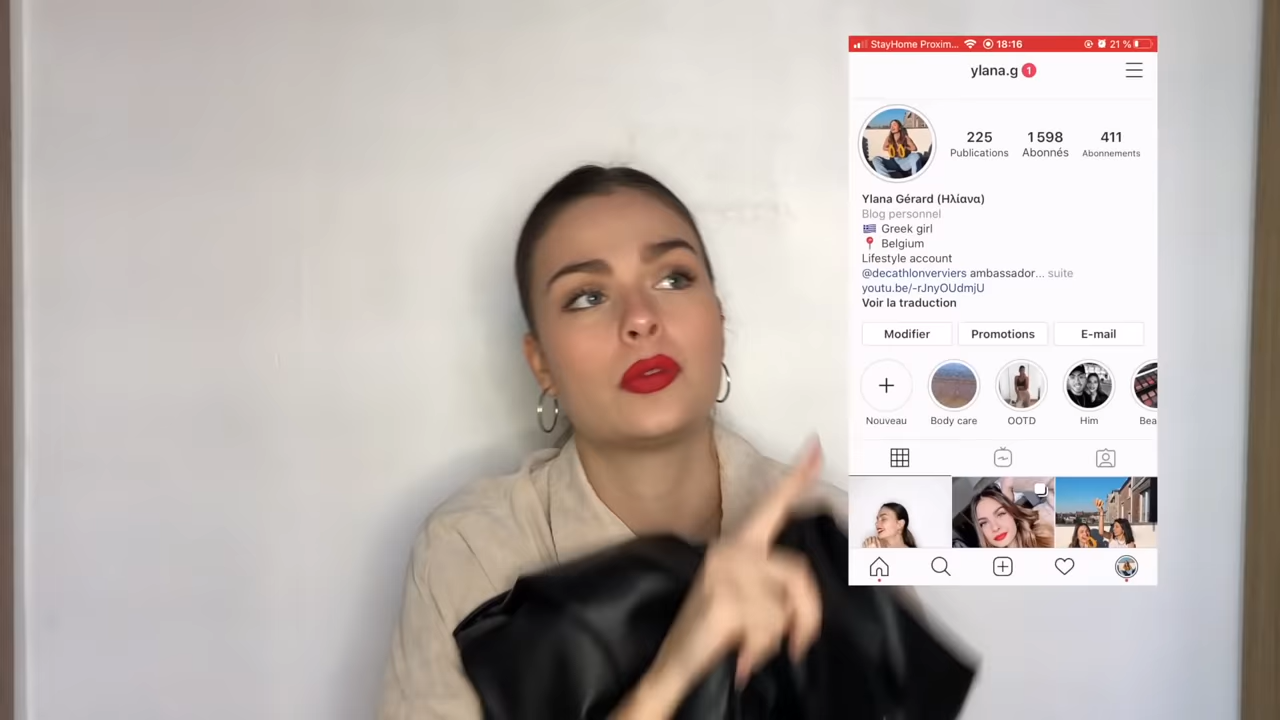 StayHome Proxim... 18:16 21 %
ylana.g 1
225 1 598 411
Publications Abonnés Abonnements
Ylana Gérard (Ηλίανα)
Blog personnel
🇬🇷 Greek girl
📍 Belgium
Lifestyle account
@decathlonverviers ambassador... suite
youtu.be/-rJnyOUdmjU
Voir la traduction
Modifier Promotions E-mail
Nouveau Body care OOTD Him Bea